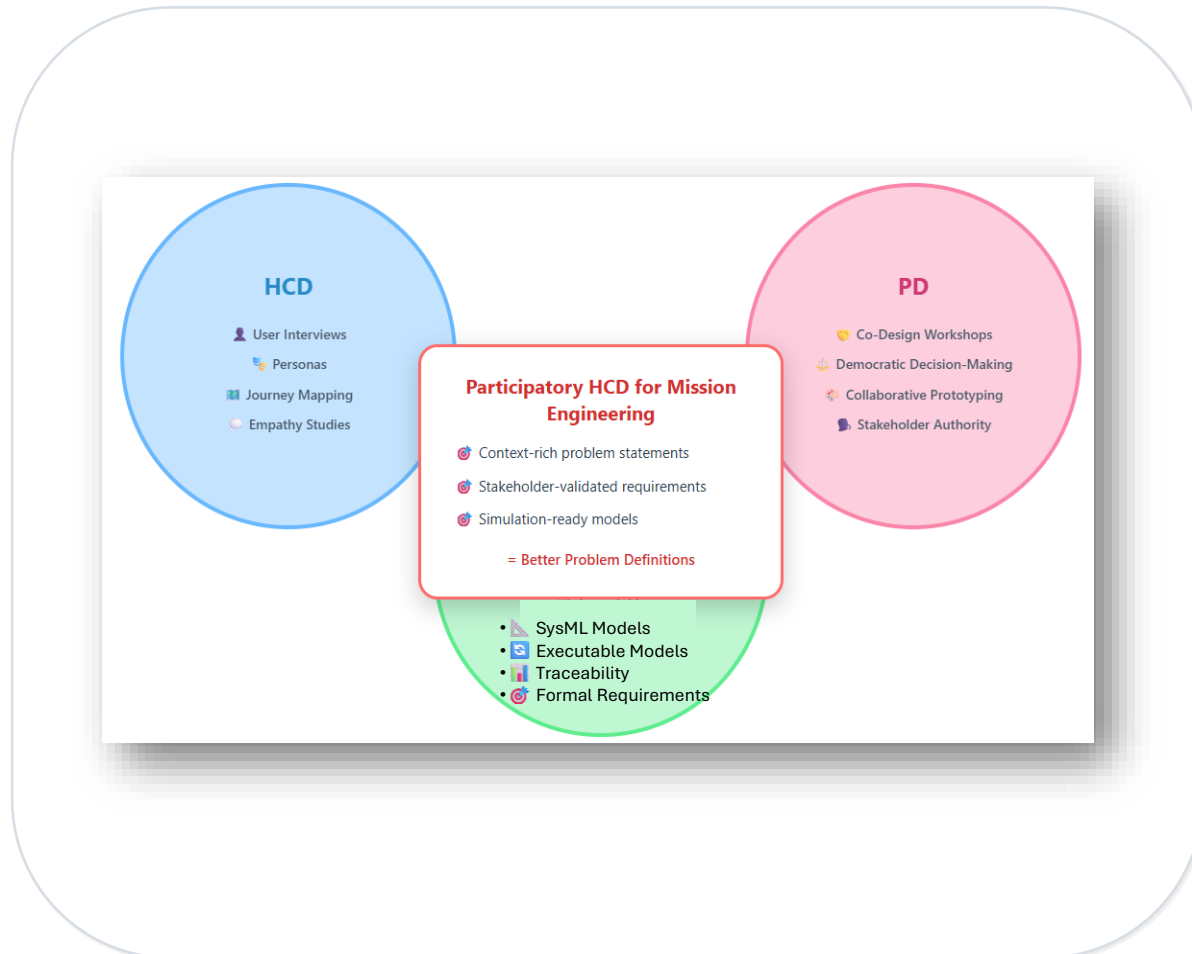 HCD
👤 User Interviews
🎭 Personas
🗺️ Journey Mapping
💭 Empathy Studies
PD
🤝 Co-Design Workshops
⚖️ Democratic Decision-Making
🎨 Collaborative Prototyping
🗣️ Stakeholder Authority
Participatory HCD for Mission
Engineering
🎯 Context-rich problem statements
🎯 Stakeholder-validated requirements
🎯 Simulation-ready models
= Better Problem Definitions
• 📐 SysML Models
• 🔄 Executable Models
• 📊 Traceability
• 🎯 Formal Requirements